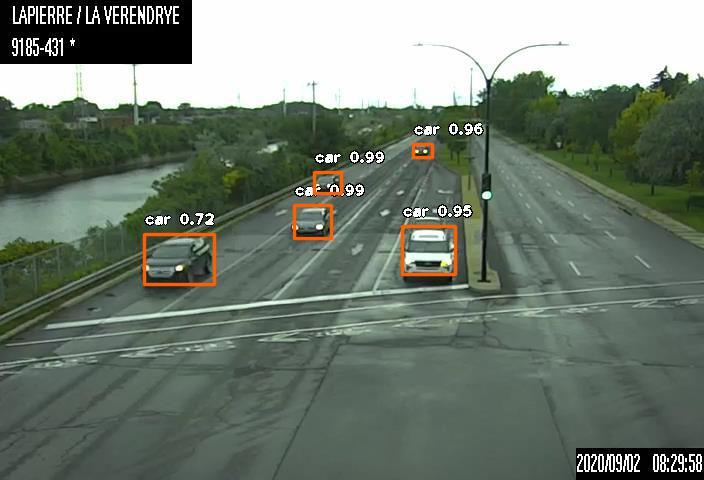 LAPIERRE / LA VERENDRYE
9185-431 *
car 0.96
car 0.99
car 0.99
car 0.95
car 0.72
2020/09/02 08:29:58